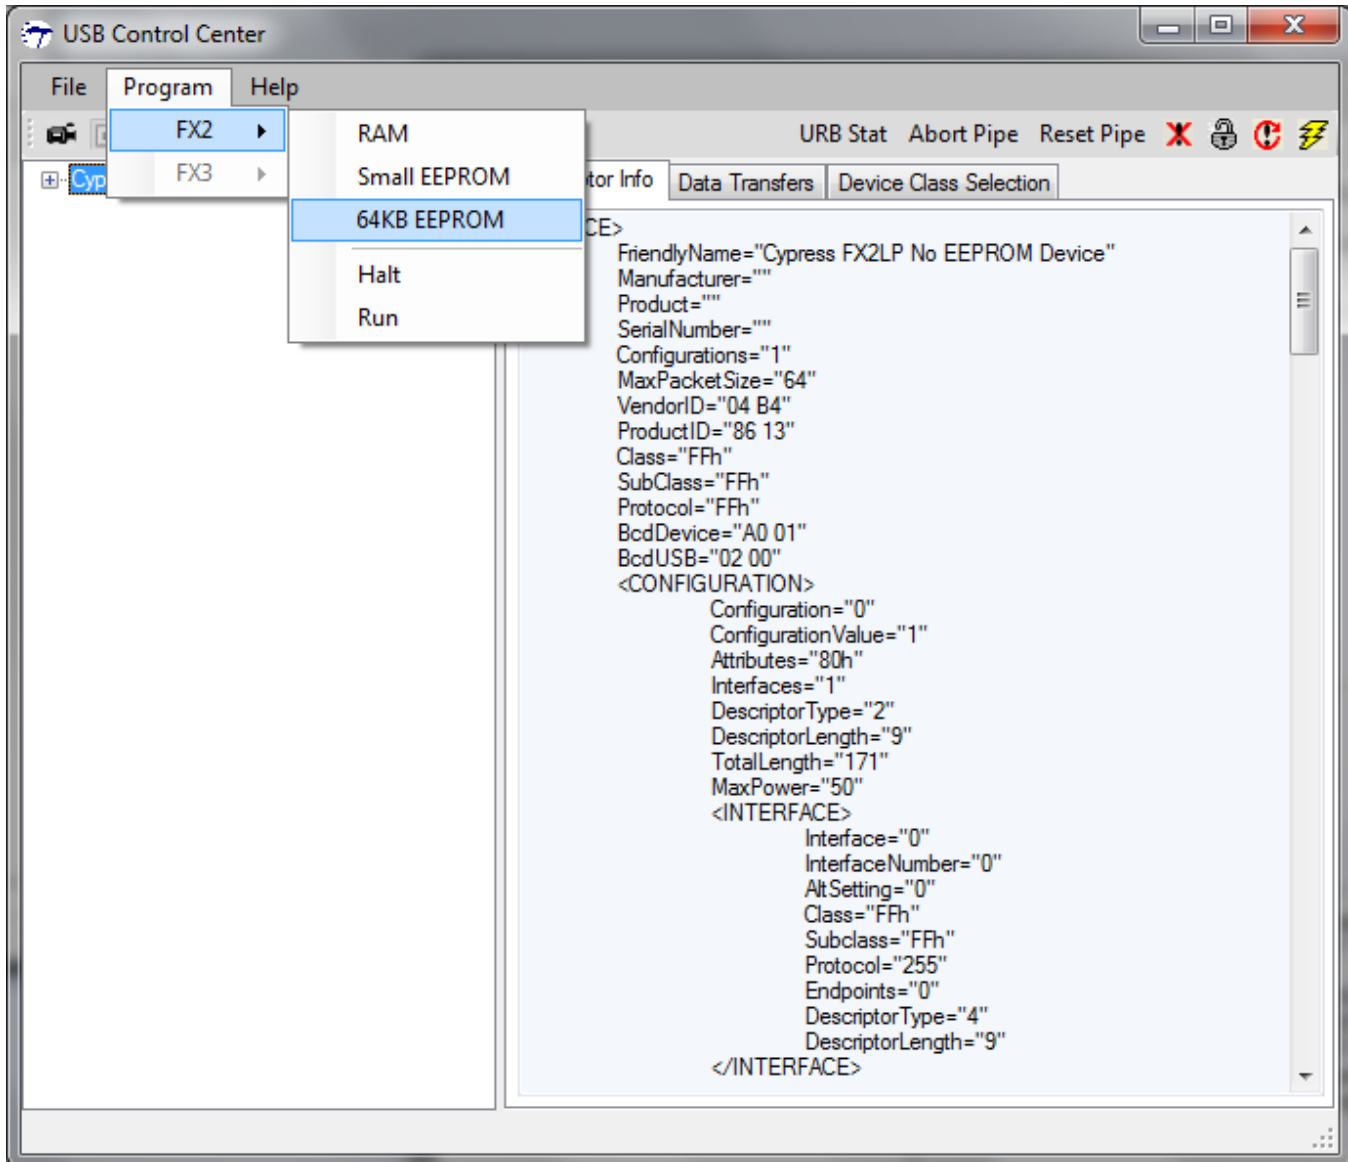 USB Control Center
File Program Help
FX2
FX3
RAM
Small EEPROM
64KB EEPROM
Halt
Run
URB Stat Abort Pipe Reset Pipe
Cyp
tor Info Data Transfers Device Class Selection
CE>
FriendlyName="Cypress FX2LP No EEPROM Device"
Manufacturer=""
Product=""
SerialNumber=""
Configurations="1"
MaxPacketSize="64"
VendorID="04 B4"
ProductID="86 13"
Class="FFh"
SubClass="FFh"
Protocol="FFh"
BcdDevice="A0 01"
BcdUSB="02 00"
<CONFIGURATION>
Configuration="0"
ConfigurationValue="1"
Attributes="80h"
Interfaces="1"
DescriptorType="2"
DescriptorLength="9"
TotalLength="171"
MaxPower="50"
<INTERFACE>
Interface="0"
InterfaceNumber="0"
AltSetting="0"
Class="FFh"
Subclass="FFh"
Protocol="255"
Endpoints="0"
DescriptorType="4"
DescriptorLength="9"
</INTERFACE>